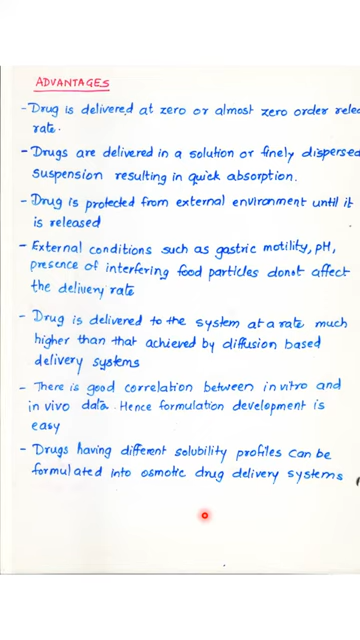 ADVANTAGES
- Drug is delivered at zero or almost zero order relea
rate.
- Drugs are delivered in a solution or finely dispersed
suspension resulting in quick absorption.
- Drug is protected from external environment until it
is released
- External conditions such as gastric motility, pH,
presence of interfering food particles donot affect
the delivery rate
- Drug is delivered to the system at a rate much
higher than that achieved by diffusion based
delivery systems
- There is good correlation between in vitro and
in vivo data. Hence formulation development is
easy
- Drugs having different solubility profiles can be
formulated into osmotic drug delivery systems